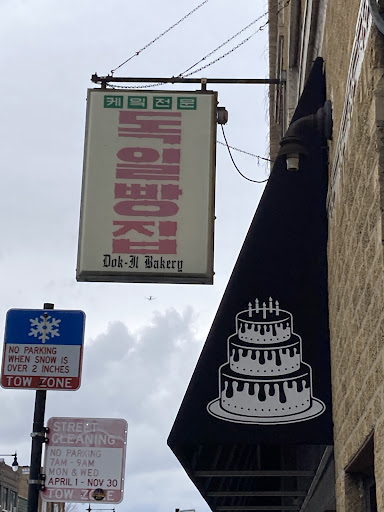 케익전문
독일빵집
Dok-Il Bakery
NO PARKING
WHEN SNOW IS
OVER 2 INCHES
TOW ZONE
STREET
CLEANING
NO PARKING
7AM - 9AM
MON & WED
APRIL 1 - NOV 30
TOW ZONE